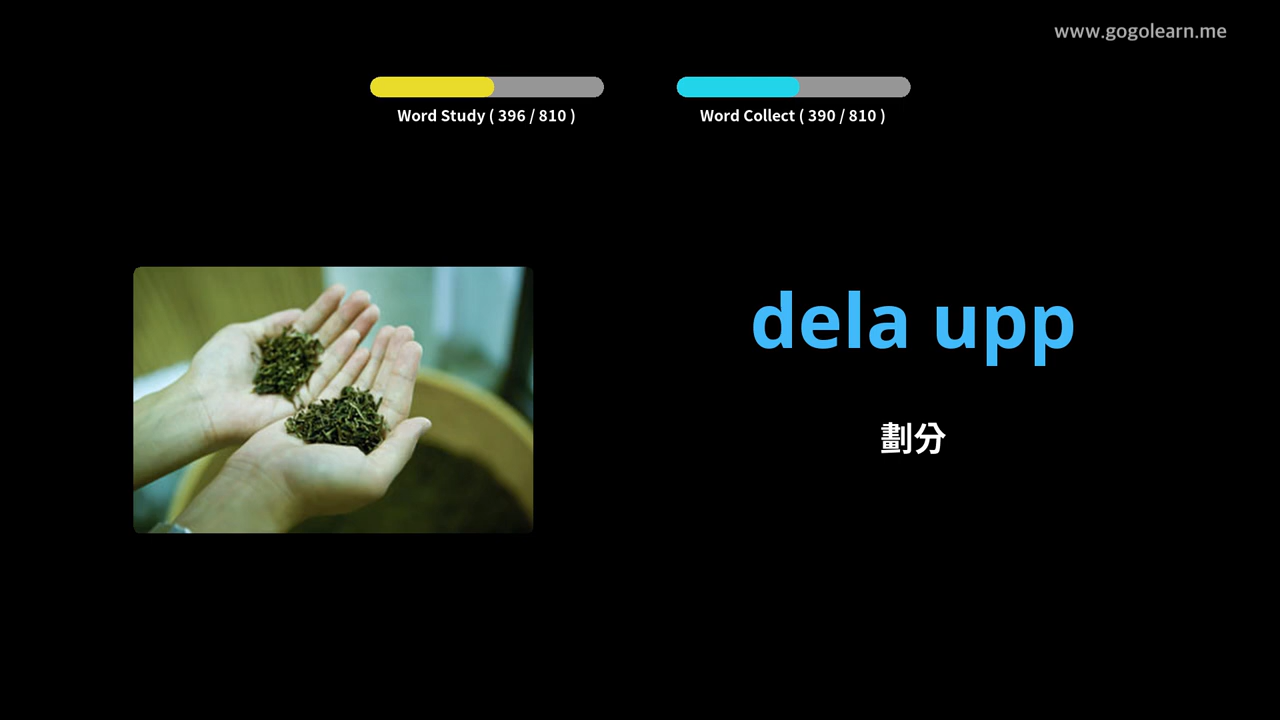 www.gogolearn.me
Word Study ( 396 / 810 )
Word Collect ( 390 / 810 )
dela upp
劃分